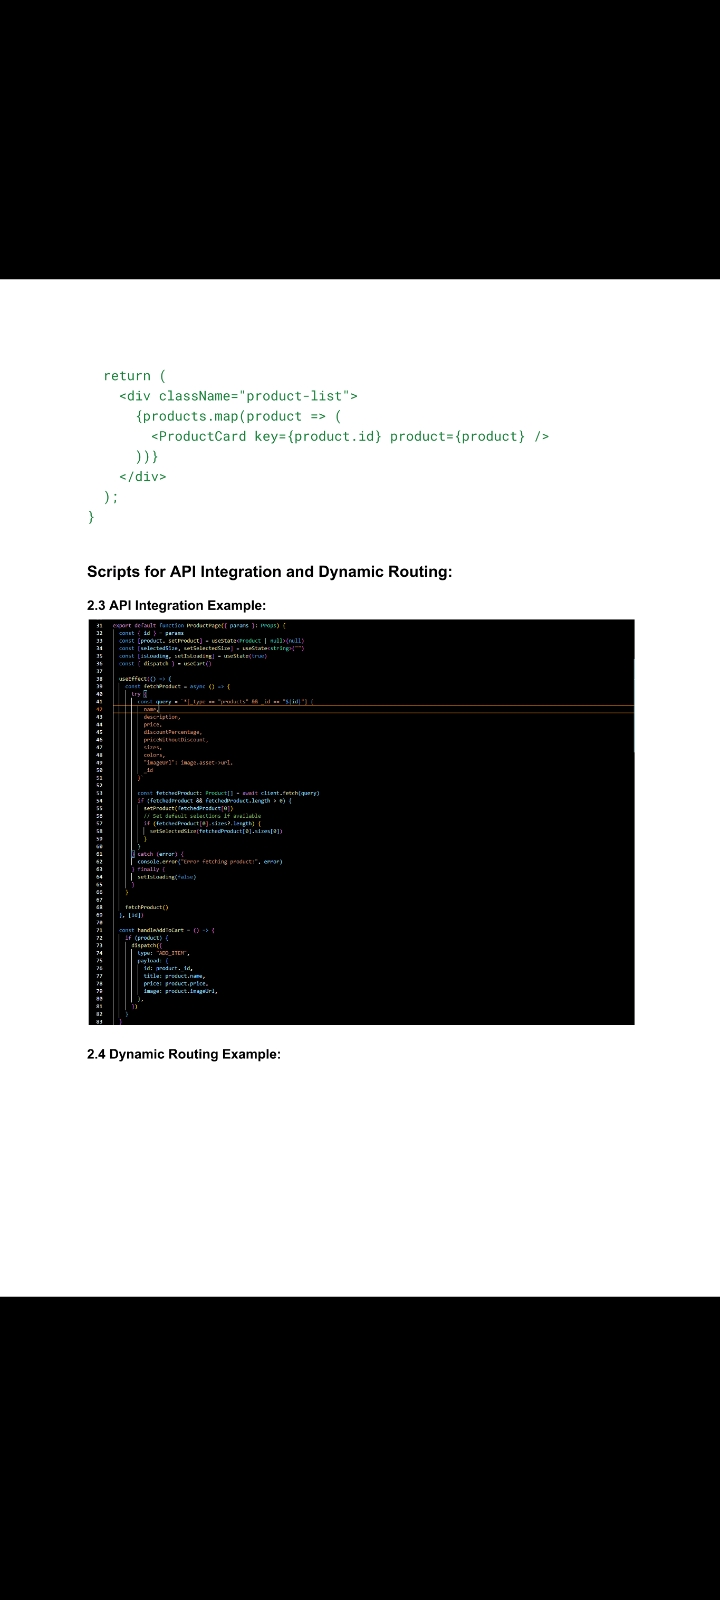 return (
<div className="product-list">
{products.map(product => (
<ProductCard key={product.id} product={product} />
))}
</div>
);
}
Scripts for API Integration and Dynamic Routing:
2.3 API Integration Example:
31 export default function ProductPage({ params }: Props) {
32 const { id } = params
33 const [product, setProduct] = useState<Product | null>(null)
34 const [selectedSize, setSelectedSize] = useState<string>("")
35 const [isLoading, setIsLoading] = useState(true)
36 const { dispatch } = useCart()
37
38 useEffect(() => {
39 const fetchProduct = async () => {
40 try {
41 const query = `*[_type == "products" && _id == "${id}"] {
42 name,
43 description,
44 price,
45 discountPercentage,
46 priceWithoutDiscount,
47 sizes,
48 colors,
49 "imageUrl": image.asset->url,
50 _id
51 }`
52
53 const fetchedProduct: Product[] = await client.fetch(query)
54 if (fetchedProduct && fetchedProduct.length > 0) {
55 setProduct(fetchedProduct[0])
56 // Set default selections if available
57 if (fetchedProduct[0].sizes?.length) {
58 setSelectedSize(fetchedProduct[0].sizes[0])
59 }
60 }
61 } catch (error) {
62 console.error("Error fetching product:", error)
63 } finally {
64 setIsLoading(false)
65 }
66 }
67
68 fetchProduct()
69 }, [id])
70
71 const handleAddToCart = () => {
72 if (product) {
73 dispatch({
74 type: "ADD_ITEM",
75 payload: {
76 id: product._id,
77 title: product.name,
78 price: product.price,
79 image: product.imageUrl,
80 },
81 })
82 }
83 }
2.4 Dynamic Routing Example: